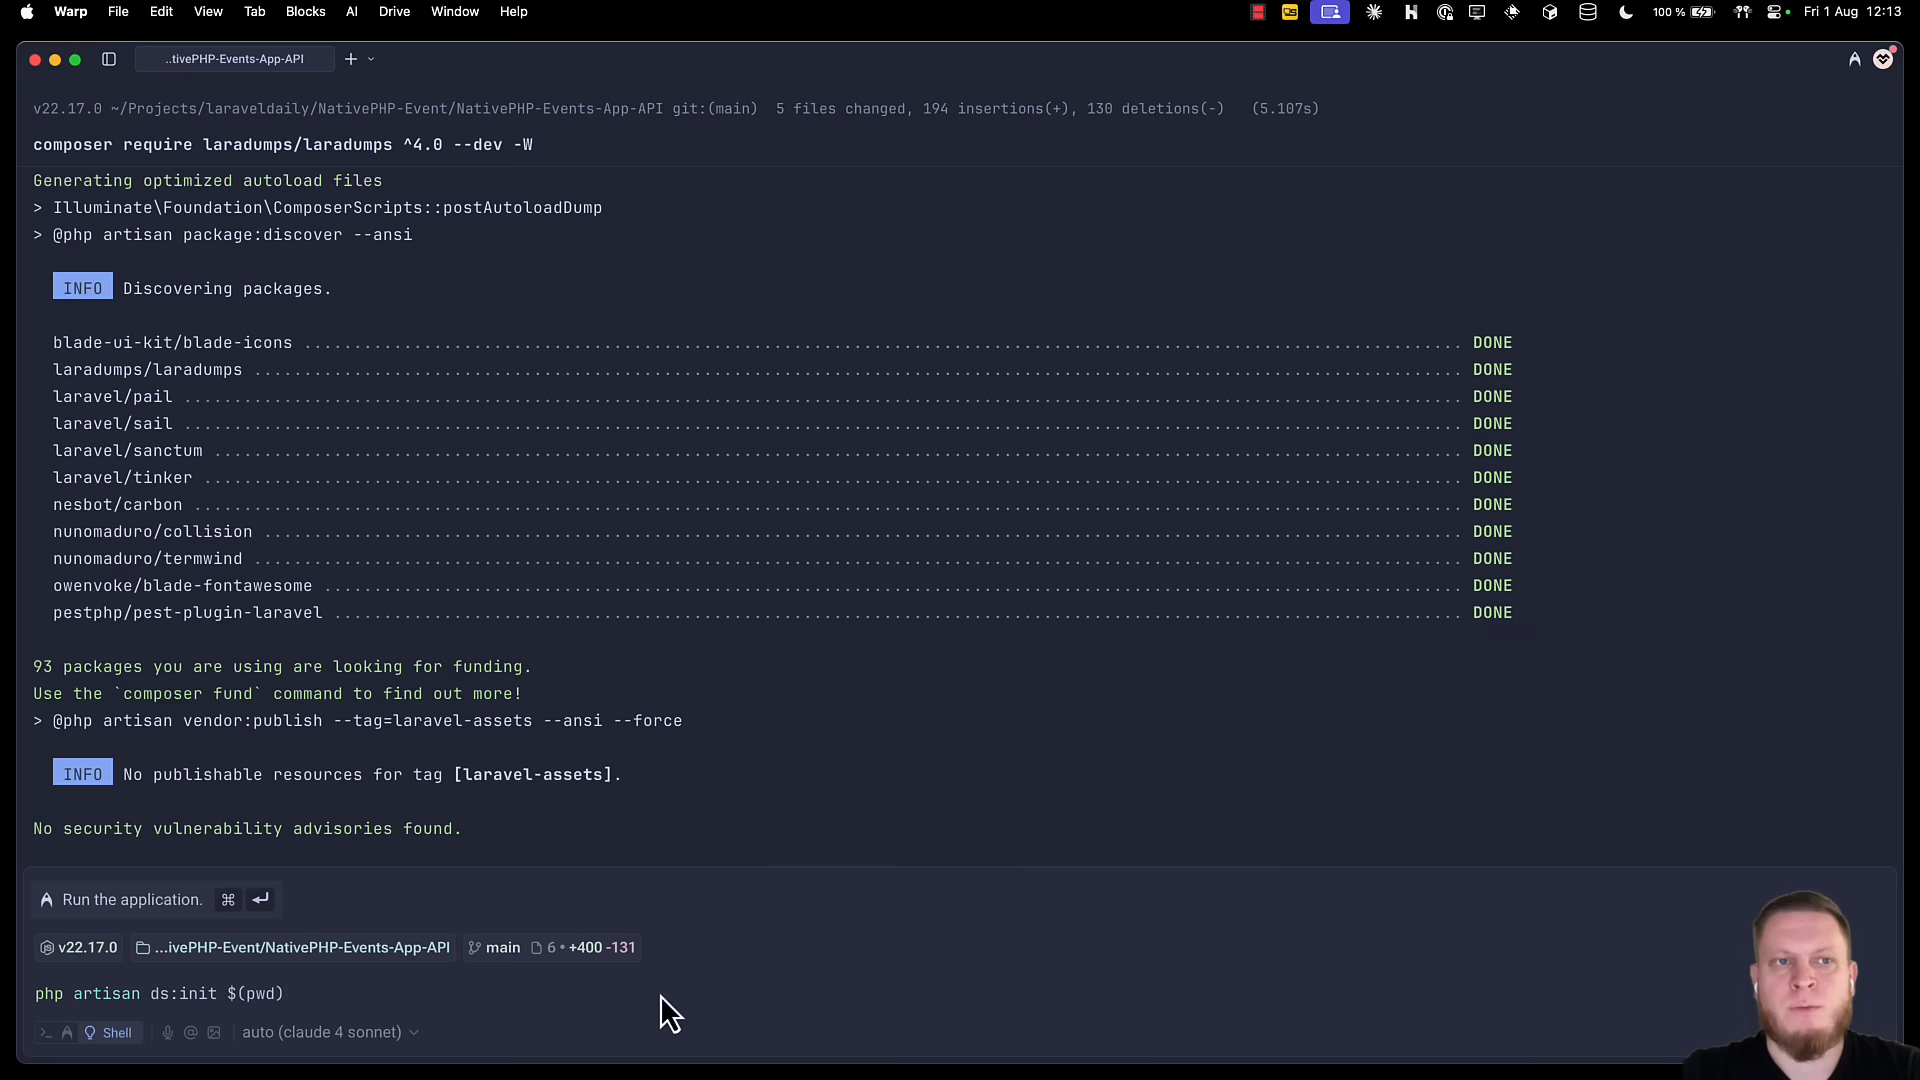 Warp File Edit View Tab Blocks AI Drive Window Help 100 % Fri 1 Aug 12:13
..tivePHP-Events-App-API
v22.17.0 ~/Projects/laraveldaily/NativePHP-Event/NativePHP-Events-App-API git:(main) 5 files changed, 194 insertions(+), 130 deletions(-) (5.107s)
composer require laradumps/laradumps ^4.0 --dev -W
Generating optimized autoload files
> Illuminate\Foundation\ComposerScripts::postAutoloadDump
> @php artisan package:discover --ansi
INFO Discovering packages.
blade-ui-kit/blade-icons .................................................................................................................... DONE
laradumps/laradumps ......................................................................................................................... DONE
laravel/pail ................................................................................................................................ DONE
laravel/sail ................................................................................................................................ DONE
laravel/sanctum ............................................................................................................................. DONE
laravel/tinker .............................................................................................................................. DONE
nesbot/carbon ............................................................................................................................... DONE
nunomaduro/collision ........................................................................................................................ DONE
nunomaduro/termwind ......................................................................................................................... DONE
owenvoke/blade-fontawesome .................................................................................................................. DONE
pestphp/pest-plugin-laravel ................................................................................................................. DONE
93 packages you are using are looking for funding.
Use the `composer fund` command to find out more!
> @php artisan vendor:publish --tag=laravel-assets --ansi --force
INFO No publishable resources for tag [laravel-assets].
No security vulnerability advisories found.
Run the application. ⌘ ↵
v22.17.0 ...ivePHP-Event/NativePHP-Events-App-API main 6 • +400 -131
php artisan ds:init $(pwd)
Shell auto (claude 4 sonnet)